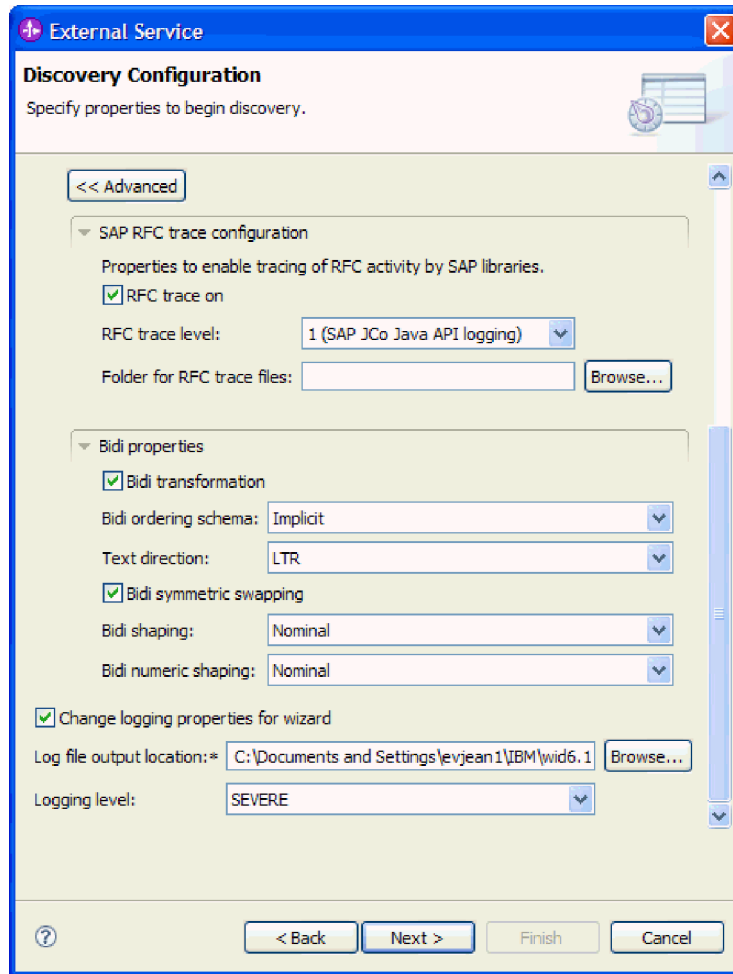 External Service
Discovery Configuration
Specify properties to begin discovery.
<< Advanced
SAP RFC trace configuration
Properties to enable tracing of RFC activity by SAP libraries.
RFC trace on
RFC trace level: 1 (SAP JCo Java API logging)
Folder for RFC trace files: Browse...
Bidi properties
Bidi transformation
Bidi ordering schema: Implicit
Text direction: LTR
Bidi symmetric swapping
Bidi shaping: Nominal
Bidi numeric shaping: Nominal
Change logging properties for wizard
Log file output location:* C:\Documents and Settings\evjean1\IBM\wid6.1 Browse...
Logging level: SEVERE
? < Back Next > Finish Cancel